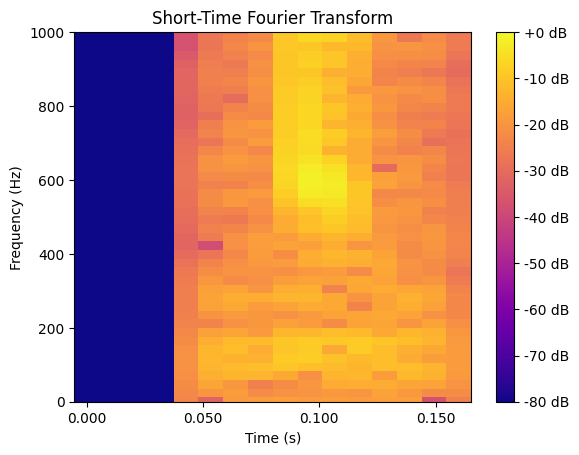 Short-Time Fourier Transform
Frequency (Hz)
1000
800
600
400
200
0
0.000
0.050
0.100
0.150
Time (s)
+0 dB
-10 dB
-20 dB
-30 dB
-40 dB
-50 dB
-60 dB
-70 dB
-80 dB